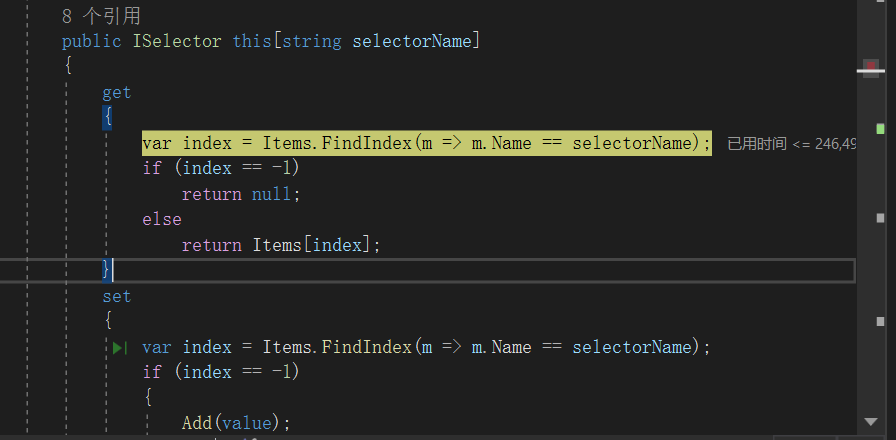 8 个引用
public ISelector this[string selectorName]
{
get
{
var index = Items.FindIndex(m => m.Name == selectorName); 已用时间 <= 246,49
if (index == -1)
return null;
else
return Items[index];
}
set
{
var index = Items.FindIndex(m => m.Name == selectorName);
if (index == -1)
{
Add(value);